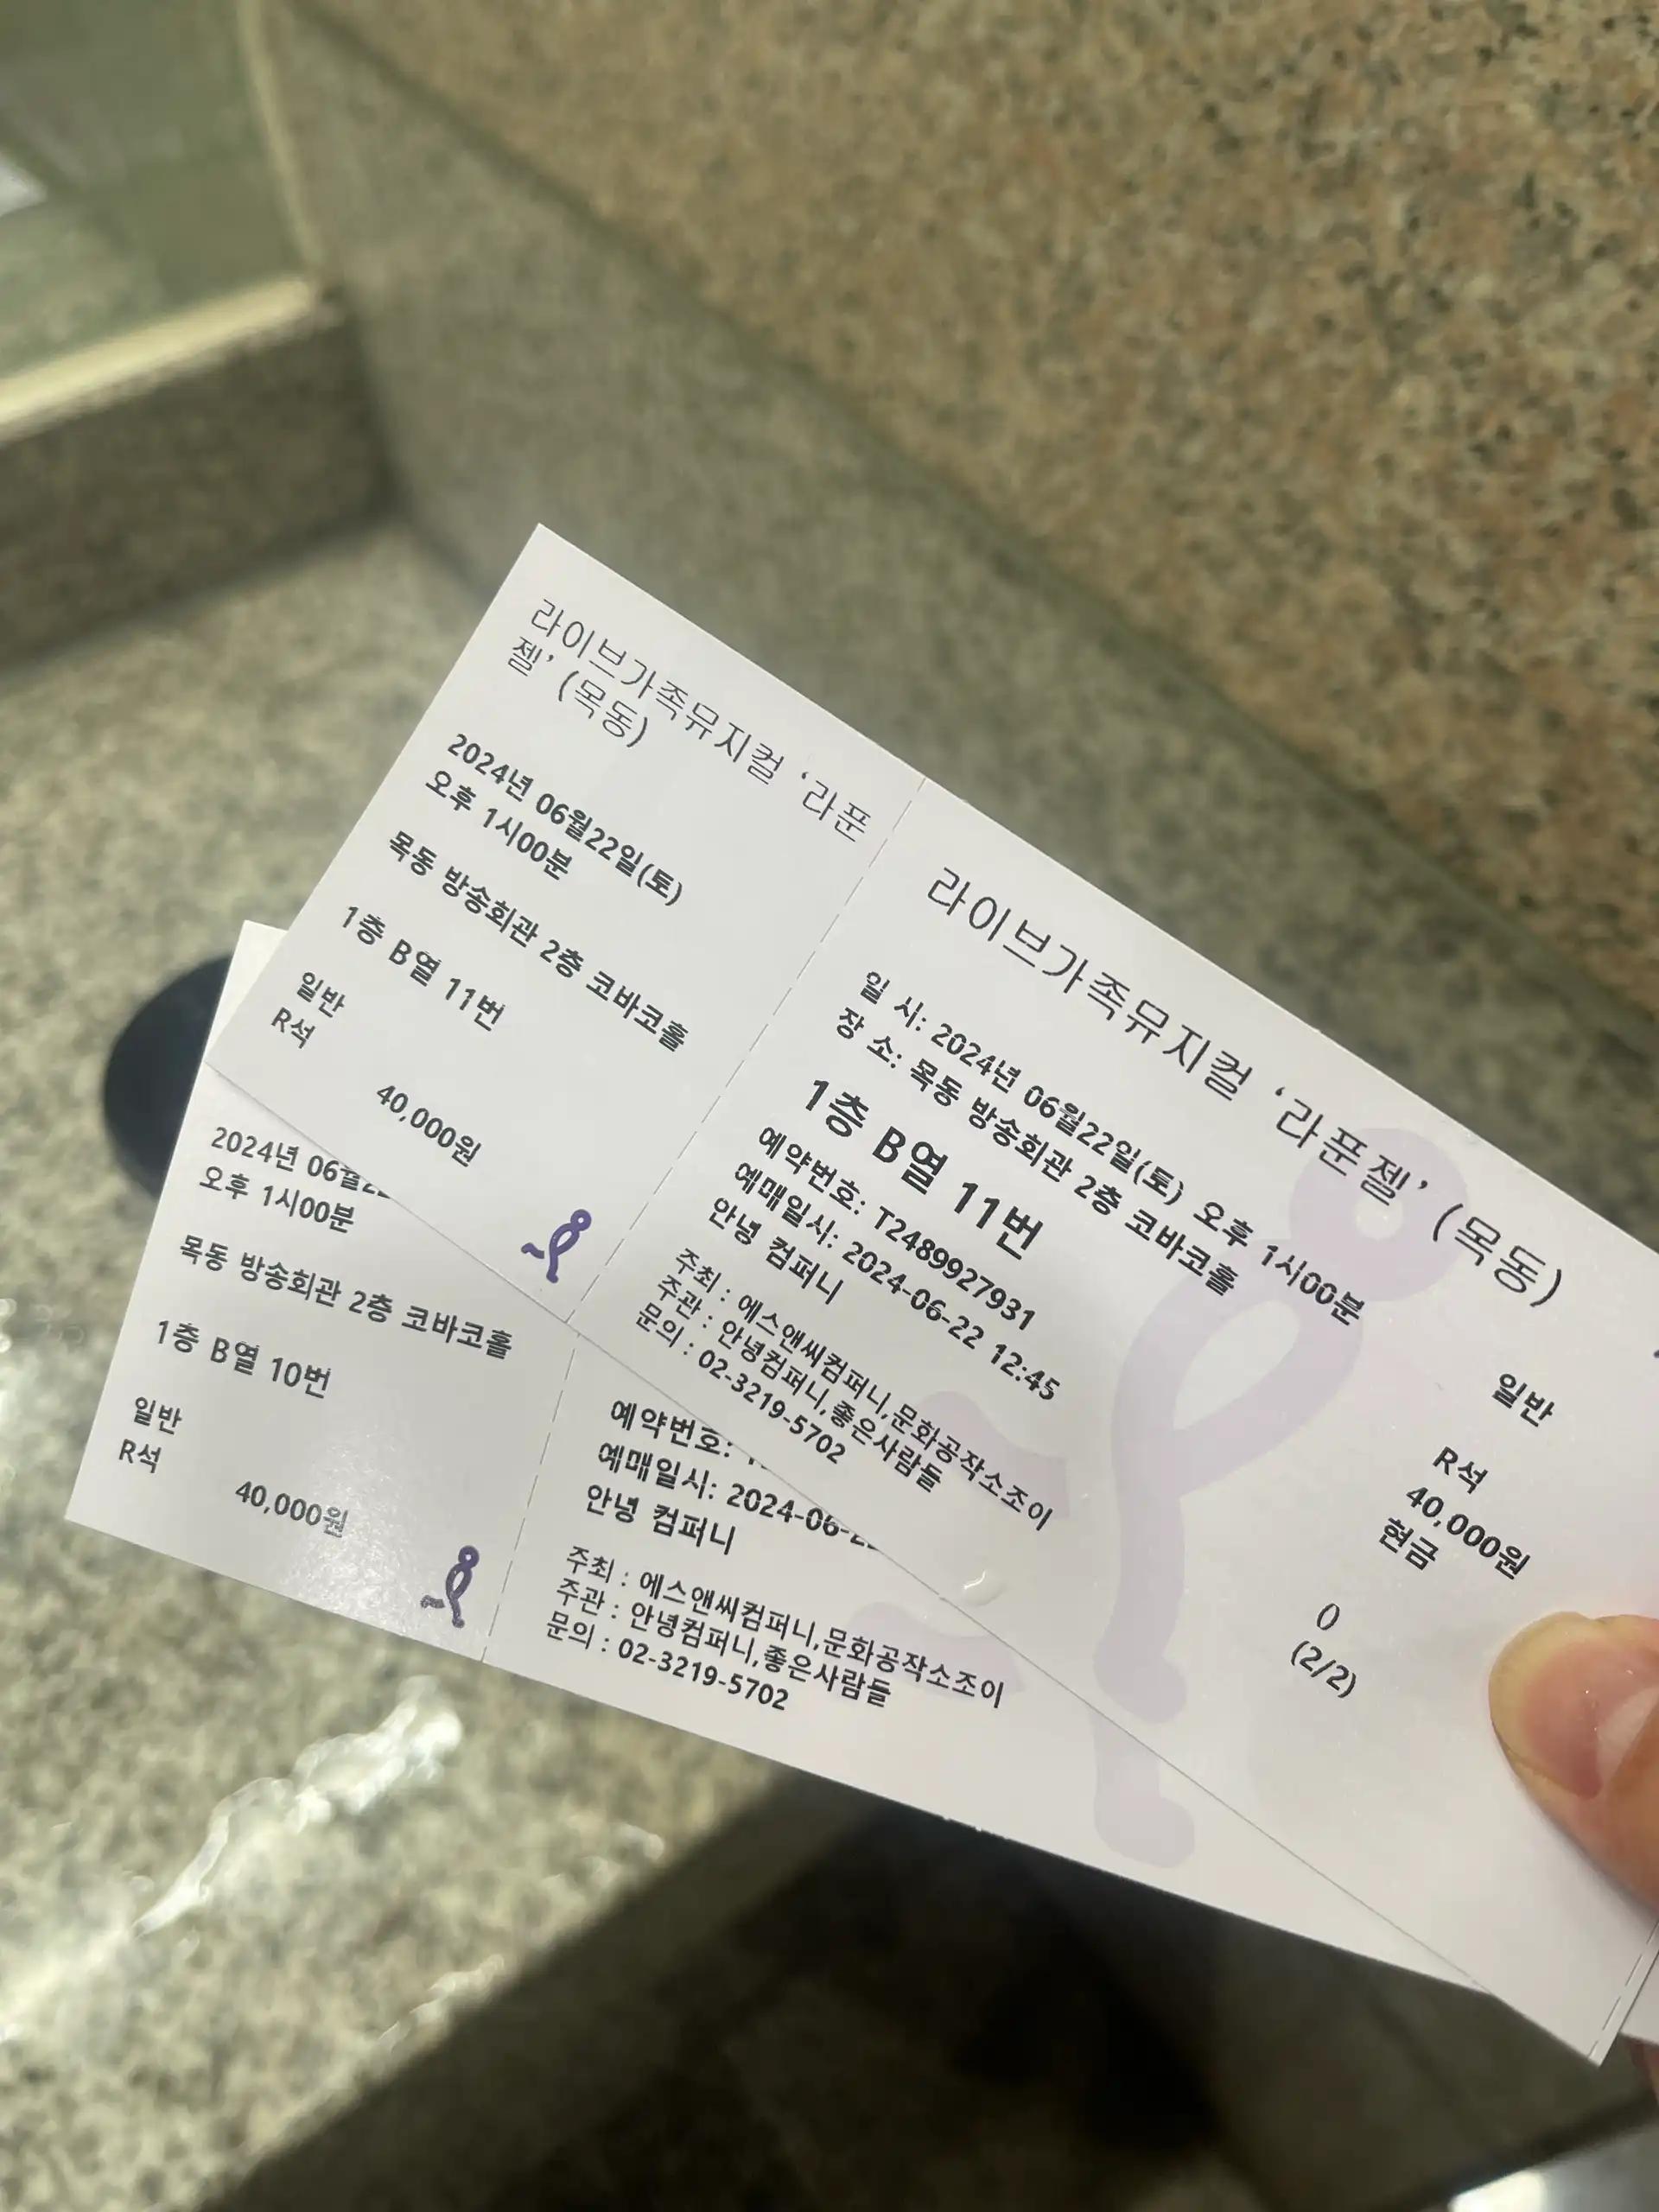 라이브가족뮤지컬 ‘라푼
젤’ (목동)
2024년 06월22일(토)
오후 1시00분
목동 방송회관 2층 코바코홀
1층 B열 11번
일반
R석
40,000원
라이브가족뮤지컬 ‘라푼젤’ (목동)
일 시: 2024년 06월22일(토) 오후 1시00분
장 소: 목동 방송회관 2층 코바코홀
1층 B열 11번
예약번호: T2489927931
예매일시: 2024-06-22 12:45
안녕 컴퍼니
주최 : 에스앤씨컴퍼니,문화공작소조이
주관 : 안녕컴퍼니,좋은사람들
문의 : 02-3219-5702
일반
R석
40,000원
현금
0
(2/2)
2024년 06월
오후 1시00분
목동 방송회관 2층 코바코홀
1층 B열 10번
일반
R석
40,000원
예약번호:
예매일시: 2024-06-
안녕 컴퍼니
주최 : 에스앤씨컴퍼니,문화공작소조이
주관 : 안녕컴퍼니,좋은사람들
문의 : 02-3219-5702